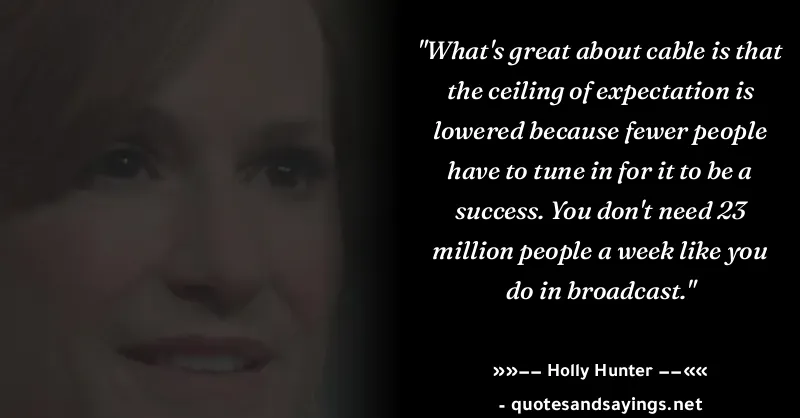 "What's great about cable is that
the ceiling of expectation is
lowered because fewer people
have to tune in for it to be a
success. You don't need 23
million people a week like you
do in broadcast."
»»−− Holly Hunter −−««
- quotesandsayings.net